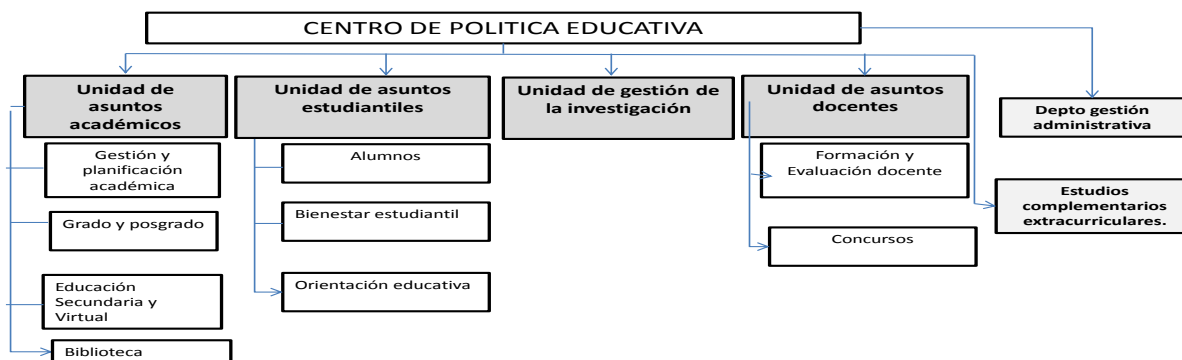 CENTRO DE POLITICA EDUCATIVA
Unidad de
asuntos
académicos
Unidad de asuntos
estudiantiles
Unidad de gestión de
la investigación
Unidad de asuntos
docentes
Depto gestión
administrativa
Gestión y
planificación
académica
Alumnos
Formación y
Evaluación docente
Estudios
complementarios
extracurriculares.
Grado y posgrado
Bienestar estudiantil
Concursos
Educación
Secundaria y
Virtual
Orientación educativa
Biblioteca